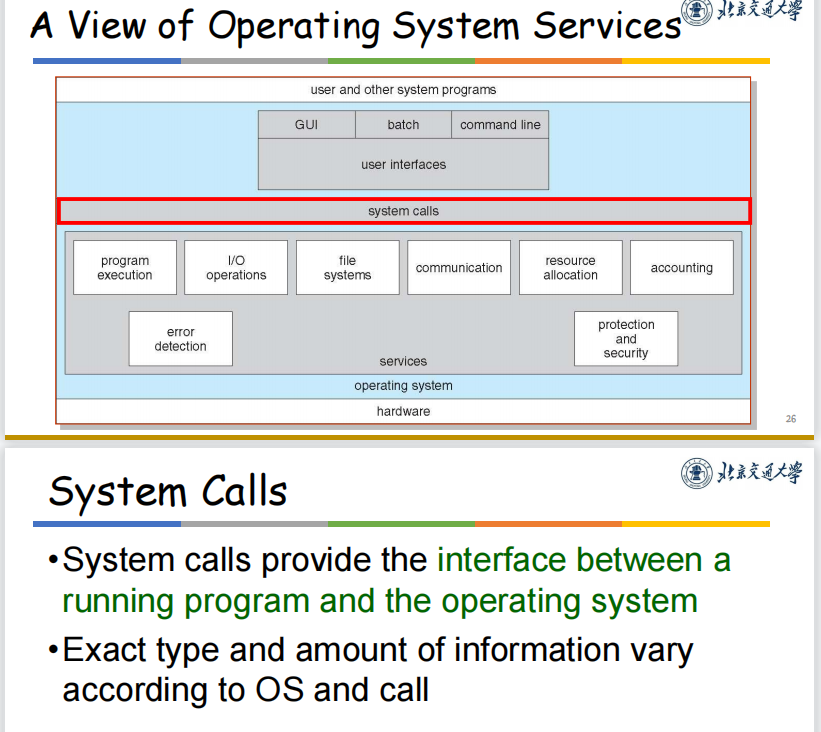 A View of Operating System Services
北京交通大学
user and other system programs
GUI
batch
command line
user interfaces
system calls
program
execution
I/O
operations
file
systems
communication
resource
allocation
accounting
error
detection
protection
and
security
services
operating system
hardware
26
System Calls
北京交通大学
•System calls provide the interface between a
running program and the operating system
•Exact type and amount of information vary
according to OS and call